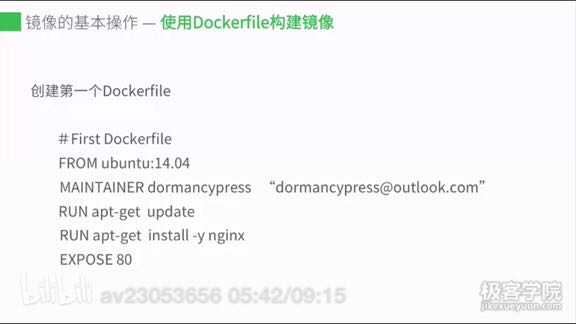 镜像的基本操作 — 使用Dockerfile构建镜像
创建第一个Dockerfile
#First Dockerfile
FROM ubuntu:14.04
MAINTAINER dormancypress “dormancypress@outlook.com”
RUN apt-get update
RUN apt-get install -y nginx
EXPOSE 80
bilibili av23053656 05:42/09:15
极客学院
jikexueyuan.com